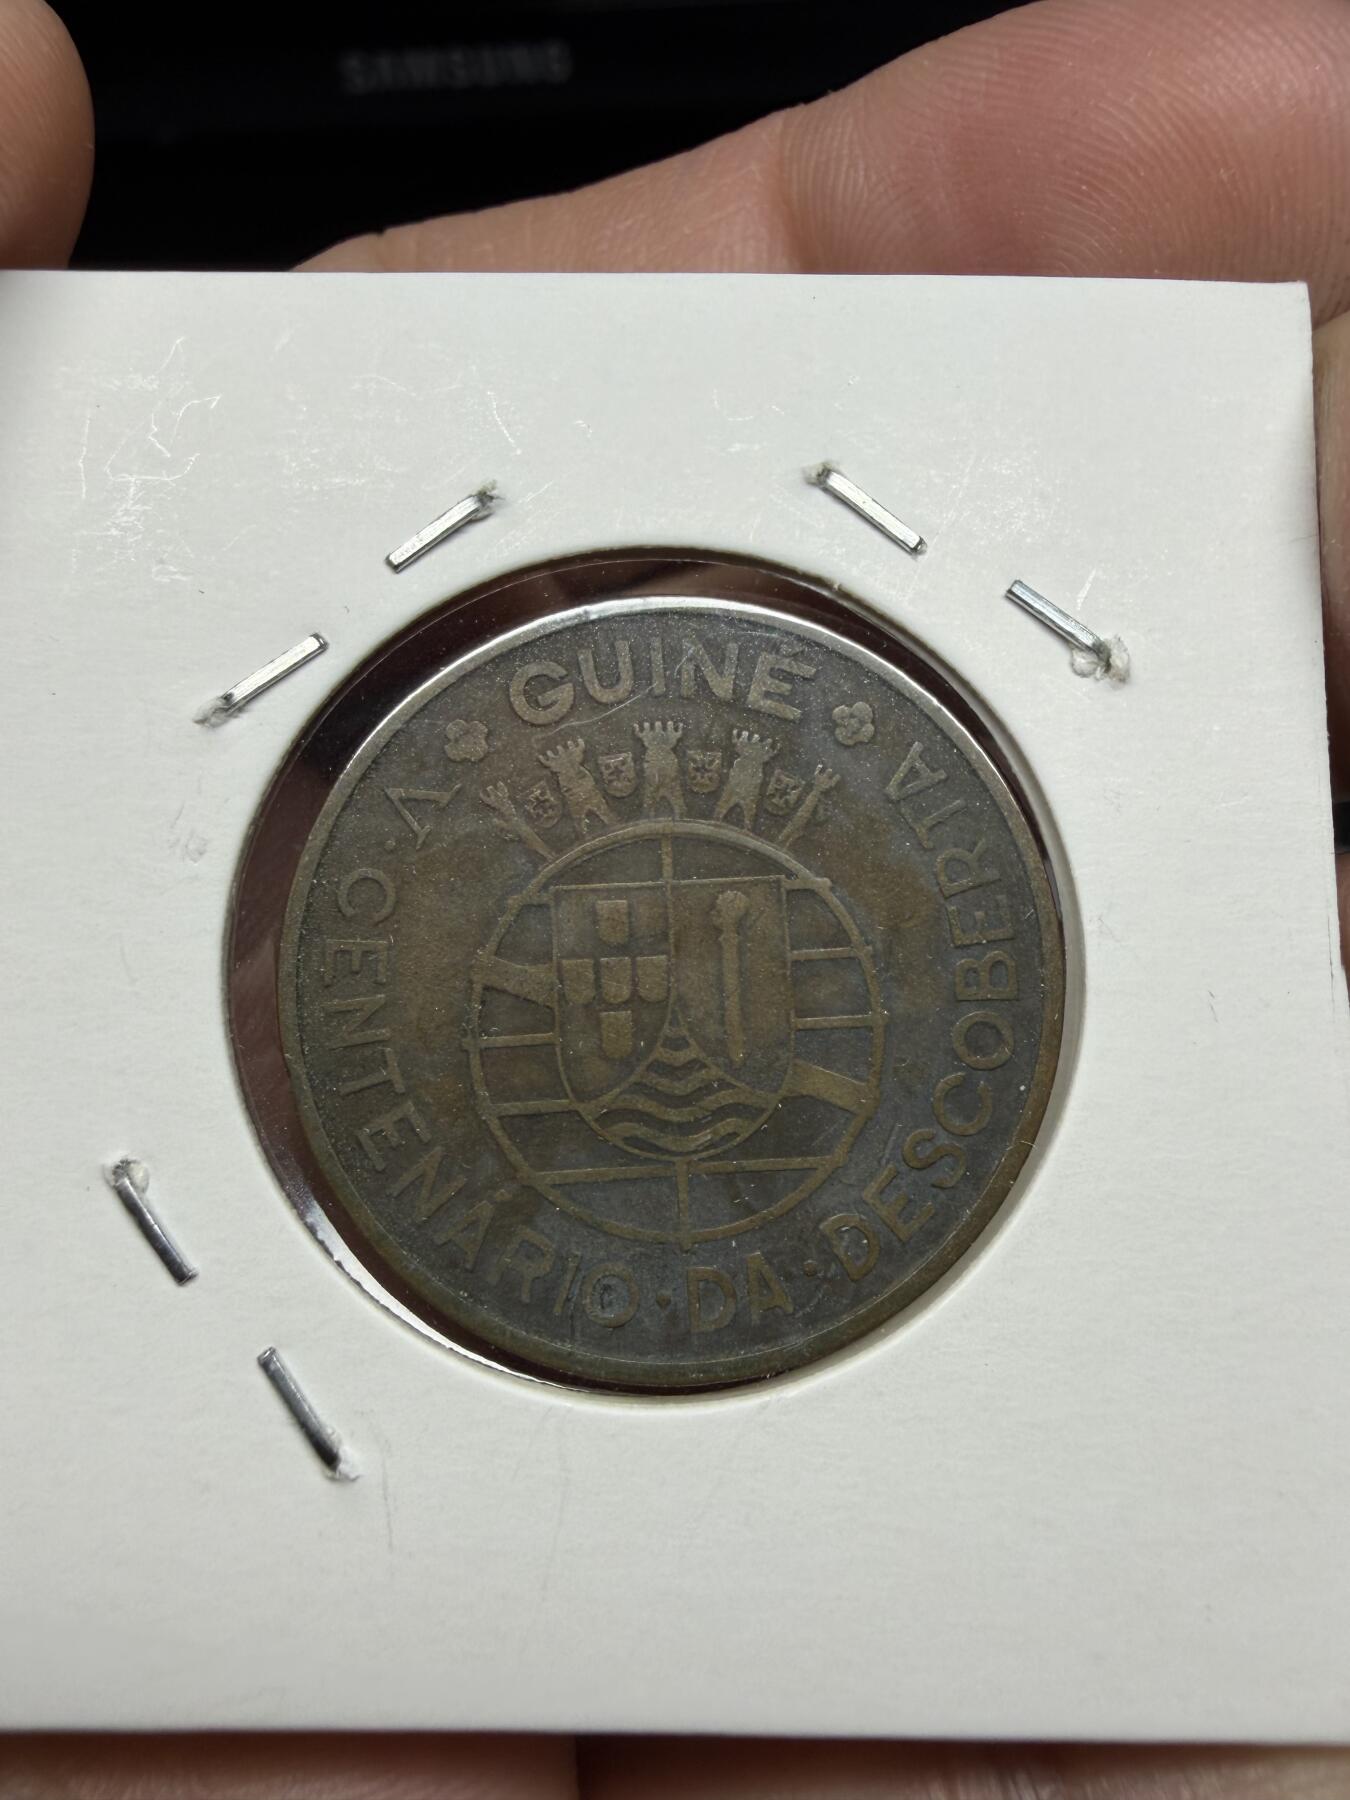 SAMSUNG
GUINÉ
V · CENTENÁRIO · DA · DESCOBERTA